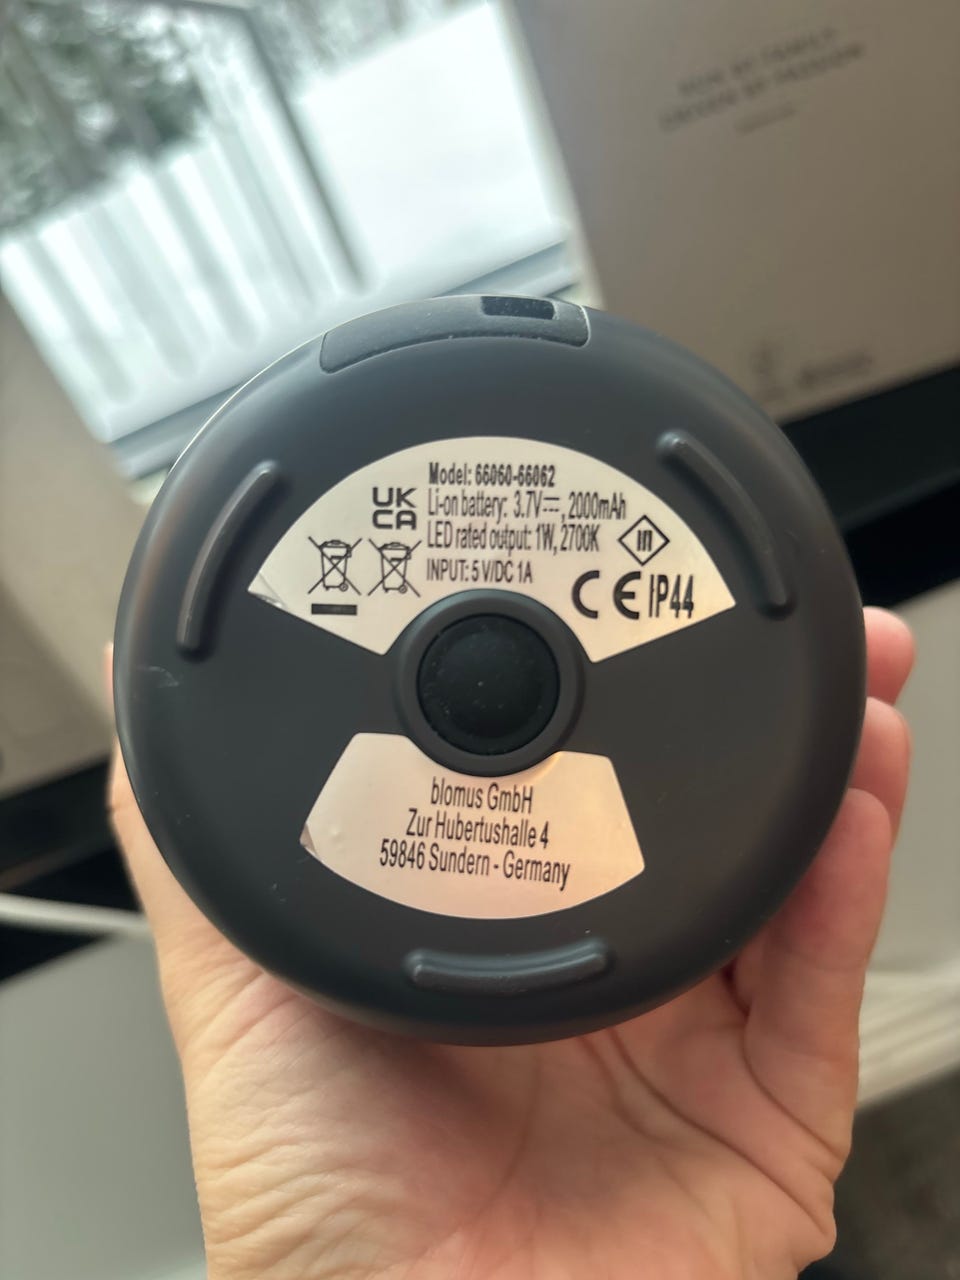 Model: 66060-66062
Li-on battery: 3.7V⎓, 2000mAh
LED rated output: 1W, 2700K
INPUT: 5 V/DC 1A
UK
CA
CE IP44
blomus GmbH
Zur Hubertushalle 4
59846 Sundern - Germany